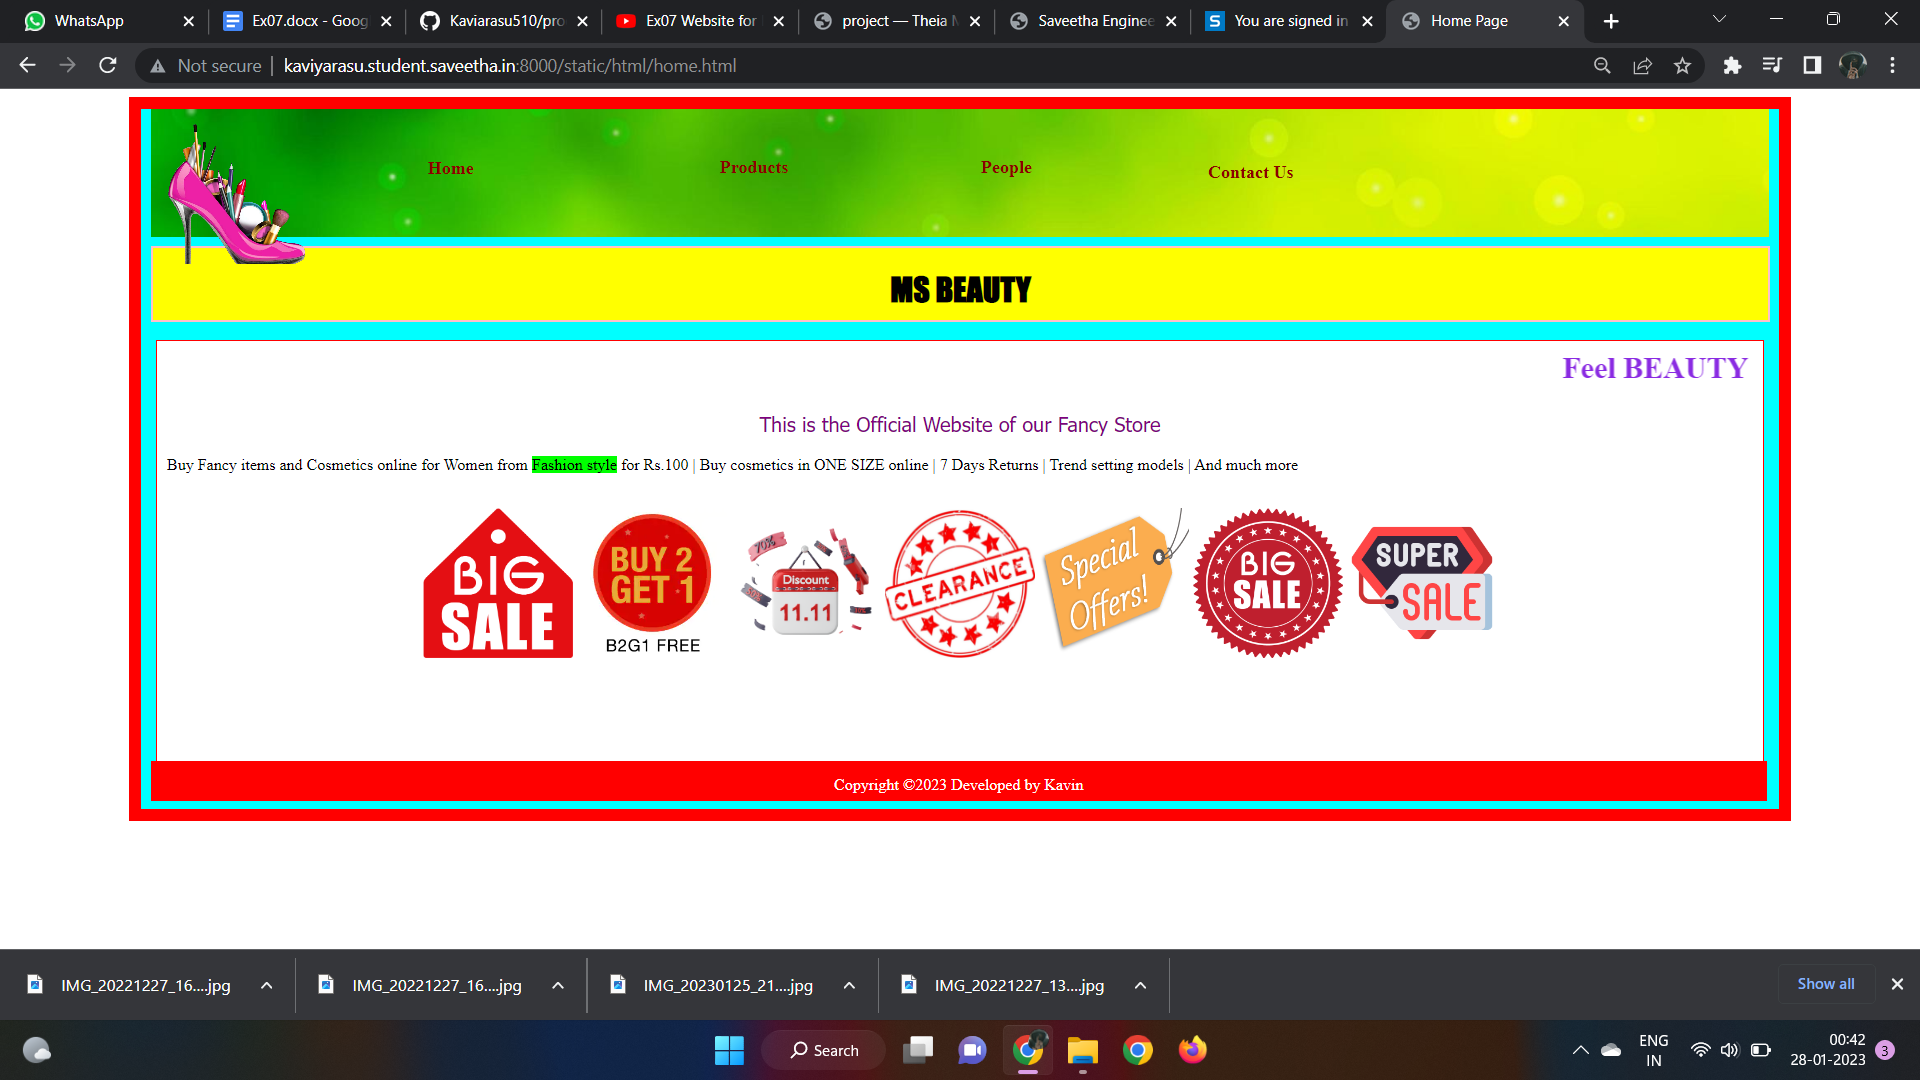 WhatsApp
Ex07.docx - Goog
Kaviarasu510/pro
Ex07 Website for
project — Theia
Saveetha Enginee
You are signed in
Home Page
Not secure
kaviyarasu.student.saveetha.in:8000/static/html/home.html
Home
Products
People
Contact Us
MS BEAUTY
Feel BEAUTY
This is the Official Website of our Fancy Store
Buy Fancy items and Cosmetics online for Women from Fashion style for Rs.100 | Buy cosmetics in ONE SIZE online | 7 Days Returns | Trend setting models | And much more
BIG
SALE
BUY 2
GET 1
B2G1 FREE
70%
Discount
11.11
CLEARANCE
Special
Offers!
BIG
SALE
SUPER
SALE
Copyright ©2023 Developed by Kavin
IMG_20221227_16....jpg
IMG_20221227_16....jpg
IMG_20230125_21....jpg
IMG_20221227_13....jpg
Show all
Search
ENG
IN
00:42
28-01-2023
3